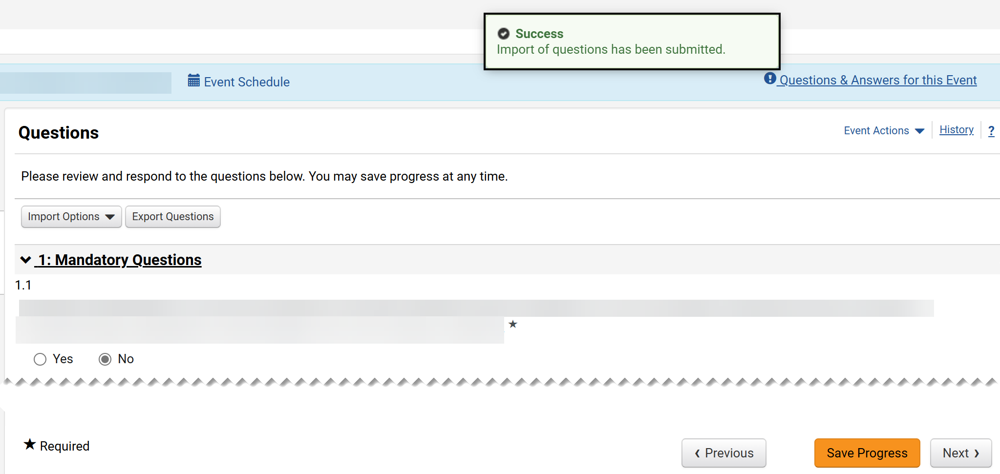 Success
Import of questions has been submitted.
Event Schedule
Questions & Answers for this Event
Questions
Event Actions
History
?
Please review and respond to the questions below. You may save progress at any time.
Import Options
Export Questions
1: Mandatory Questions
1.1
★
Yes
No
★ Required
‹ Previous
Save Progress
Next ›